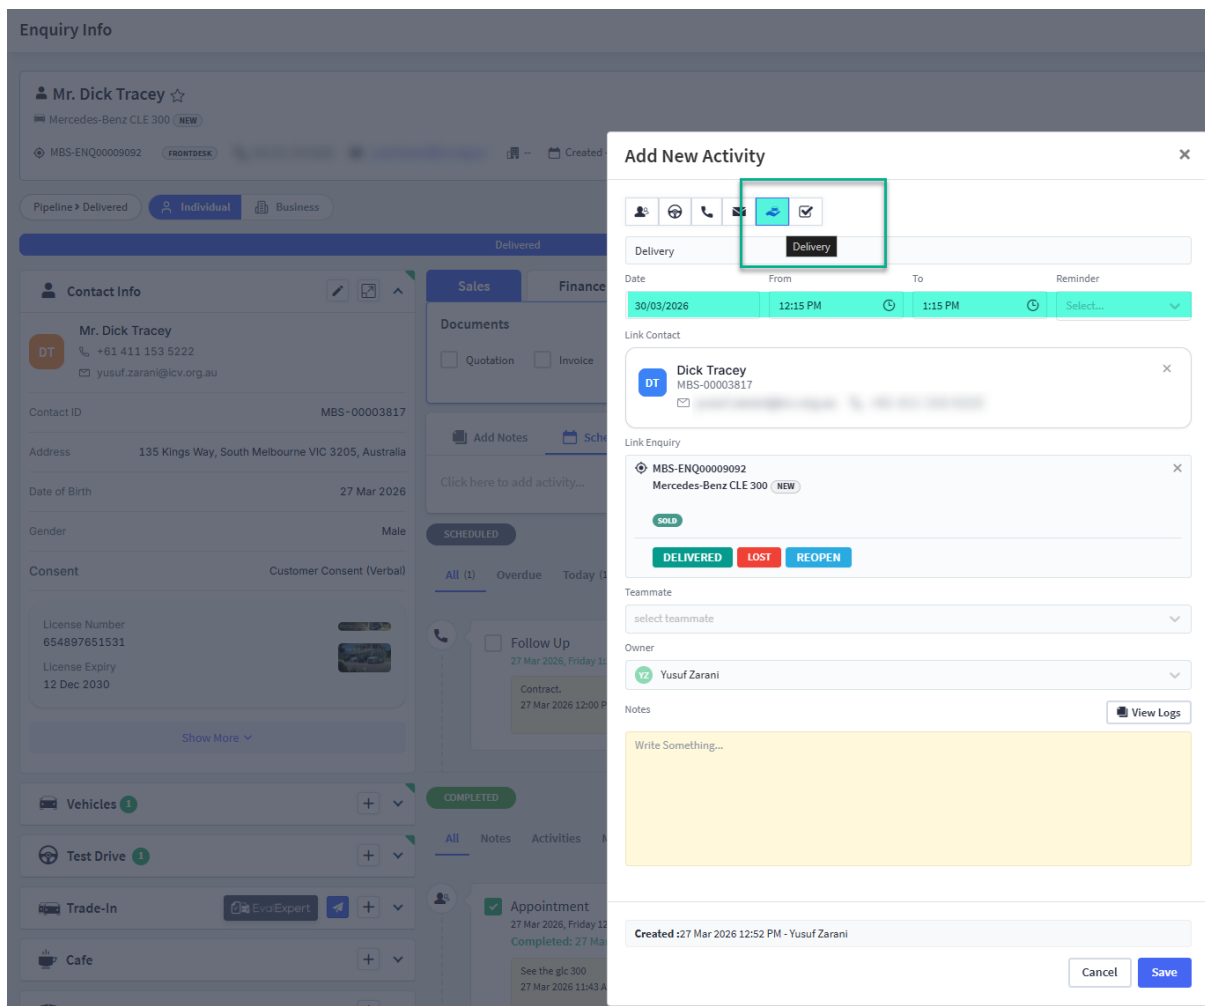 Enquiry Info
Mr. Dick Tracey
Mercedes-Benz CLE 300 NEW
MBS-ENQ00009092 FRONTDESK -- Created
Pipeline > Delivered Individual Business
Delivered
Contact Info
Mr. Dick Tracey
DT
+61 411 153 5222
yusuf.zarani@icv.org.au
Contact ID MBS-00003817
Address 135 Kings Way, South Melbourne VIC 3205, Australia
Date of Birth 27 Mar 2026
Gender Male
Consent Customer Consent (Verbal)
License Number
654897651531
License Expiry
12 Dec 2030
Show More
Vehicles 1
Test Drive 1
Trade-In EvalExpert
Cafe
Sales Finance
Documents
Quotation Invoice
Add Notes Sche
Click here to add activity...
SCHEDULED
All (1) Overdue Today (1
Follow Up
27 Mar 2026, Friday 1:
Contract.
27 Mar 2026 12:00 P
COMPLETED
All Notes Activities M
Appointment
27 Mar 2026, Friday 12
Completed: 27 Ma
See the glc 300
27 Mar 2026 11:43 A
Add New Activity
Delivery
Delivery
Date From To Reminder
30/03/2026 12:15 PM 1:15 PM Select...
Link Contact
Dick Tracey
DT
MBS-00003817
Link Enquiry
MBS-ENQ00009092
Mercedes-Benz CLE 300 NEW
SOLD
DELIVERED LOST REOPEN
Teammate
select teammate
Owner
YZ Yusuf Zarani
Notes View Logs
Write Something...
Created :27 Mar 2026 12:52 PM - Yusuf Zarani
Cancel Save